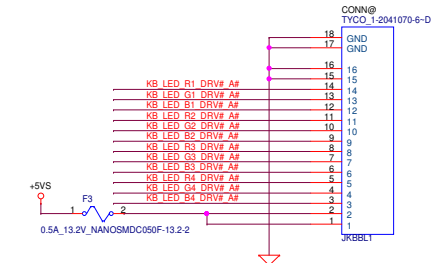 CONN@
TYCO_1-2041070-6~D
18 GND
17 GND
16 16
15 15
KB_LED_R1_DRV#_A# 14 14
KB_LED_G1_DRV#_A# 13 13
KB_LED_B1_DRV#_A# 12 12
KB_LED_R2_DRV#_A# 11 11
KB_LED_G2_DRV#_A# 10 10
KB_LED_B2_DRV#_A# 9 9
KB_LED_R3_DRV#_A# 8 8
KB_LED_G3_DRV#_A# 7 7
KB_LED_B3_DRV#_A# 6 6
KB_LED_R4_DRV#_A# 5 5
KB_LED_G4_DRV#_A# 4 4
KB_LED_B4_DRV#_A# 3 3
2 2
1 1
+5VS
F3
1 2
0.5A_13.2V_NANOSMDC050F-13.2-2
JKBBL1